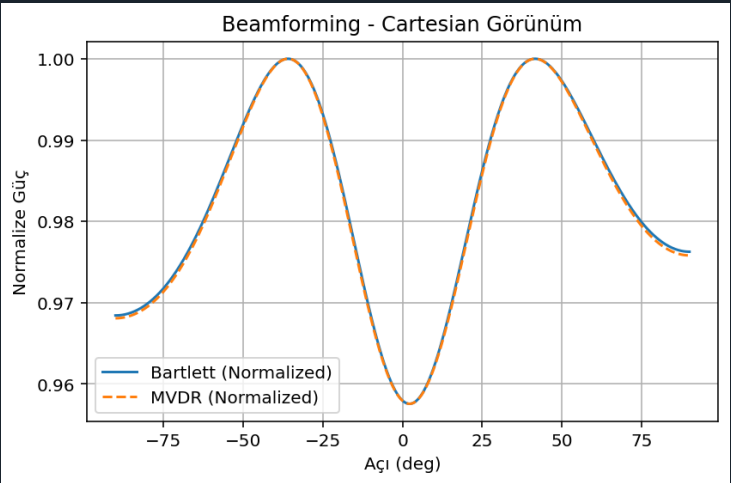 Beamforming - Cartesian Görünüm
Normalize Güç
1.00
0.99
0.98
0.97
0.96
Bartlett (Normalized)
MVDR (Normalized)
−75
−50
−25
0
25
50
75
Açı (deg)